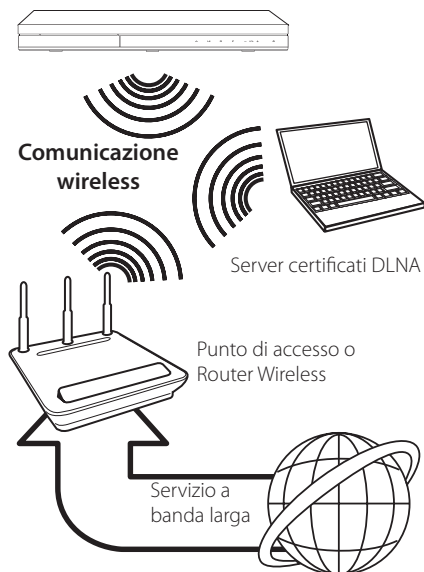 Comunicazione
wireless
Server certificati DLNA
Punto di accesso o
Router Wireless
Servizio a
banda larga